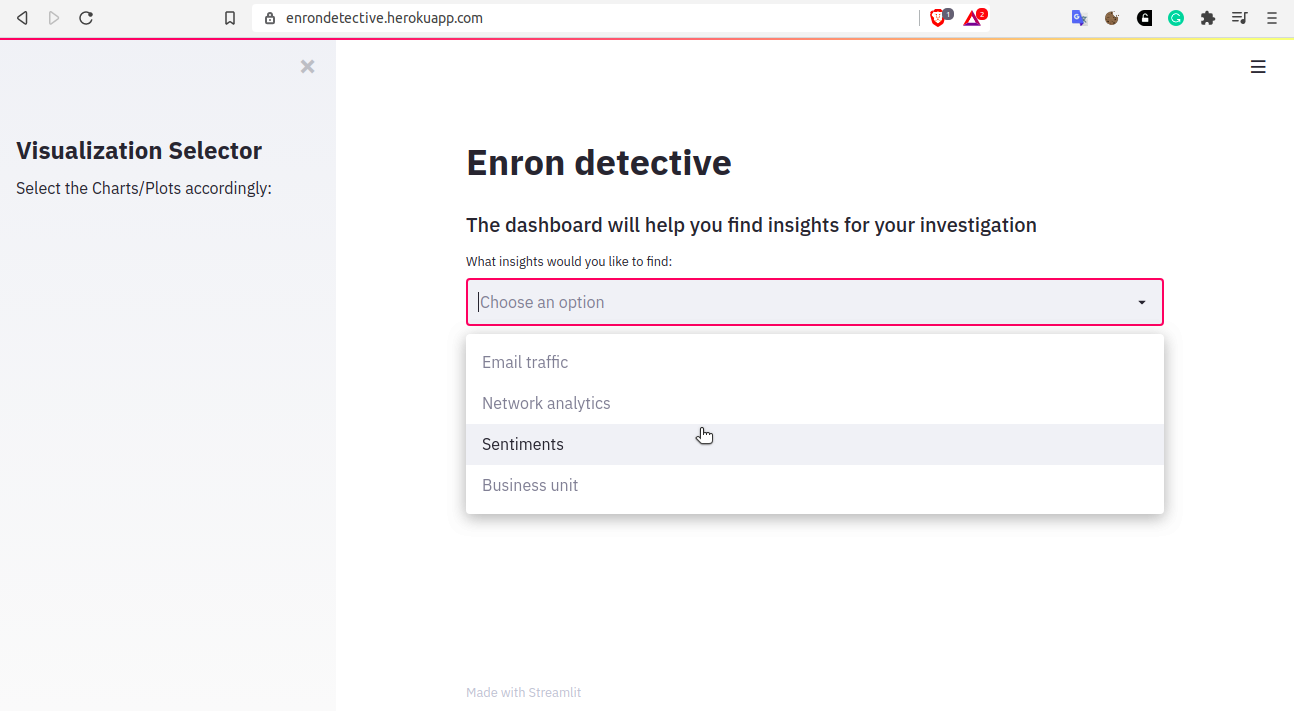 enrondetective.herokuapp.com
1
2
Visualization Selector
Select the Charts/Plots accordingly:
Enron detective
The dashboard will help you find insights for your investigation
What insights would you like to find:
Choose an option
Email traffic
Network analytics
Sentiments
Business unit
Made with Streamlit